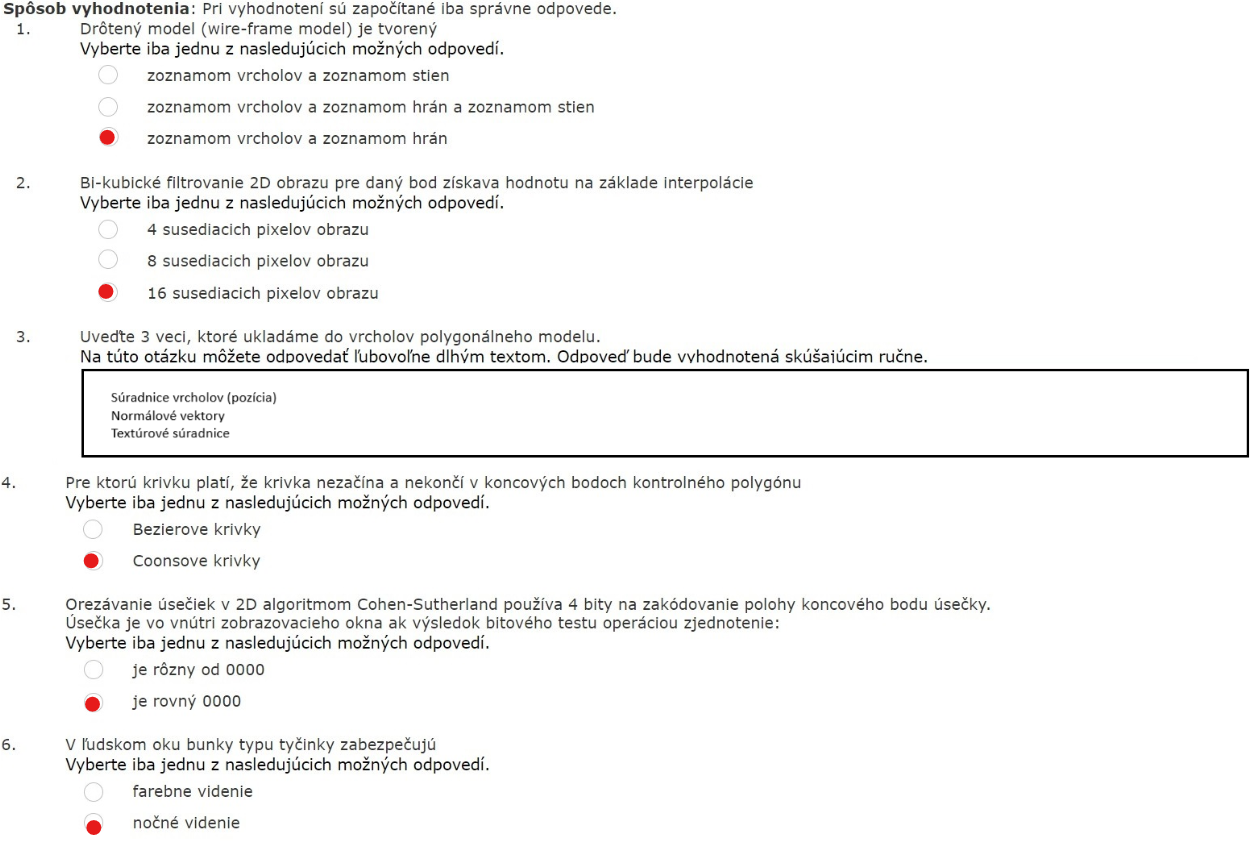 Spôsob vyhodnotenia: Pri vyhodnotení sú započítané iba správne odpovede.
1. Drôtený model (wire-frame model) je tvorený
Vyberte iba jednu z nasledujúcich možných odpovedí.
zoznamom vrcholov a zoznamom stien
zoznamom vrcholov a zoznamom hrán a zoznamom stien
zoznamom vrcholov a zoznamom hrán
2. Bi-kubické filtrovanie 2D obrazu pre daný bod získava hodnotu na základe interpolácie
Vyberte iba jednu z nasledujúcich možných odpovedí.
4 susediacich pixelov obrazu
8 susediacich pixelov obrazu
16 susediacich pixelov obrazu
3. Uveďte 3 veci, ktoré ukladáme do vrcholov polygonálneho modelu.
Na túto otázku môžete odpovedať ľubovoľne dlhým textom. Odpoveď bude vyhodnotená skúšajúcim ručne.
Súradnice vrcholov (pozícia)
Normálové vektory
Textúrové súradnice
4. Pre ktorú krivku platí, že krivka nezačína a nekončí v koncových bodoch kontrolného polygónu
Vyberte iba jednu z nasledujúcich možných odpovedí.
Bezierove krivky
Coonsove krivky
5. Orezávanie úsečiek v 2D algoritmom Cohen-Sutherland používa 4 bity na zakódovanie polohy koncového bodu úsečky.
Úsečka je vo vnútri zobrazovacieho okna ak výsledok bitového testu operáciou zjednotenie:
Vyberte iba jednu z nasledujúcich možných odpovedí.
je rôzny od 0000
je rovný 0000
6. V ľudskom oku bunky typu tyčinky zabezpečujú
Vyberte iba jednu z nasledujúcich možných odpovedí.
farebne videnie
nočné videnie